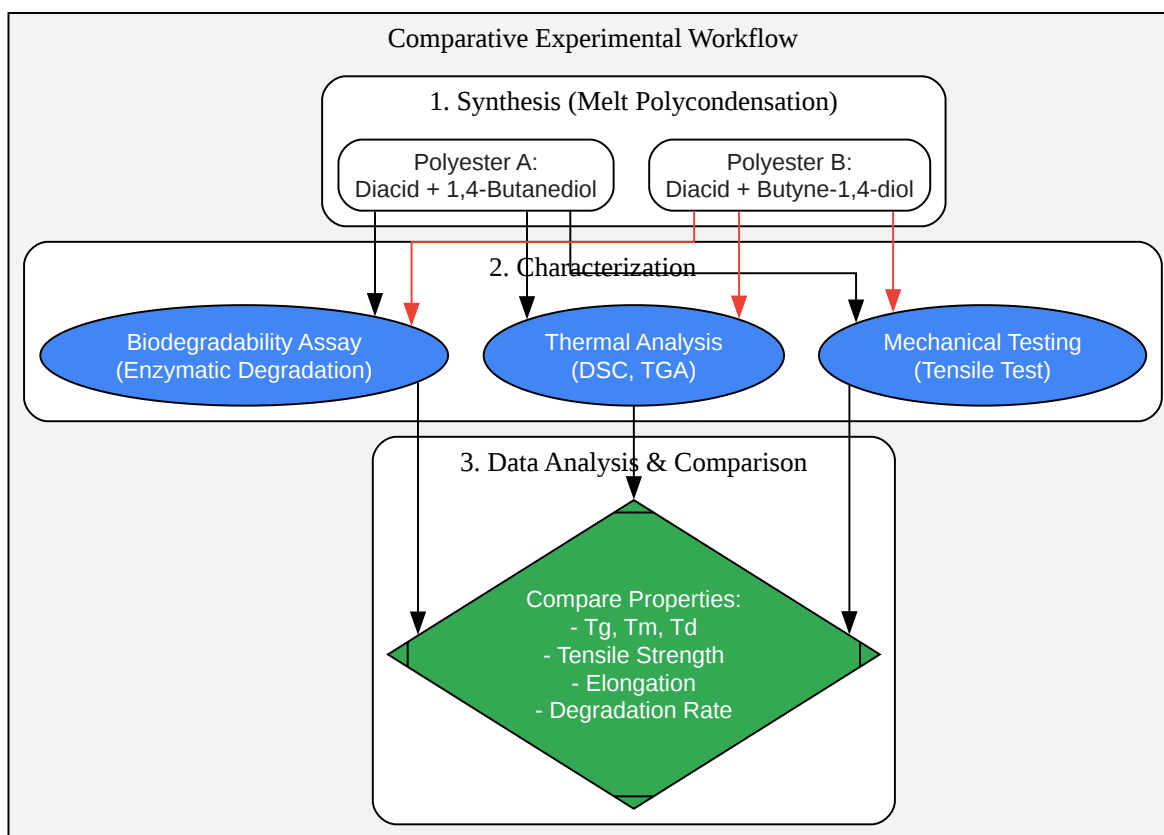 Comparative Experimental Workflow
1. Synthesis (Melt Polycondensation)
Polyester A:
Diacid + 1,4-Butanediol
Polyester B:
Diacid + Butyne-1,4-diol
2. Characterization
Biodegradability Assay
(Enzymatic Degradation)
Thermal Analysis
(DSC, TGA)
Mechanical Testing
(Tensile Test)
3. Data Analysis & Comparison
Compare Properties:
- Tg, Tm, Td
- Tensile Strength
- Elongation
- Degradation Rate